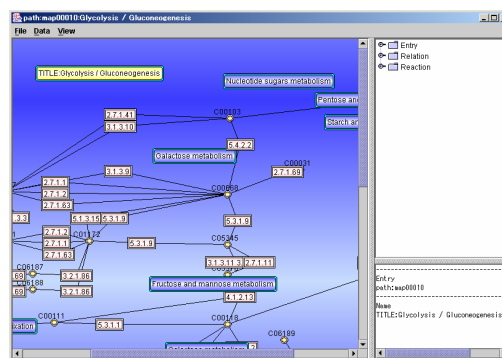 path:map00010:Glycolysis / Gluconeogenesis
File Data View
TITLE:Glycolysis / Gluconeogenesis
Nucleotide sugars metabolism
Pentose and
Starch an
C00103
2.7.1.41
3.1.3.10
5.4.2.2
Galactose metabolism
C00031
2.7.1.69
3.1.3.9
2.7.1.1
2.7.1.2
2.7.1.63
C00668
.3.3
5.1.3.15
5.3.1.9
5.3.1.9
2.7.1.2
2.7.1.1
2.7.1.63
C01172
5.3.1.9
C05345
3.1.3.11
2.7.1.11
C06187
.69
3.2.1.86
C06188
.69
3.2.1.86
Fructose and mannose metabolism
4.1.2.13
xation
C00111
5.3.1.1
C00118
C06189
Galactose metabolism
Entry
Relation
Reaction
Entry
path:map00010
Name
TITLE:Glycolysis / Gluconeogenesis